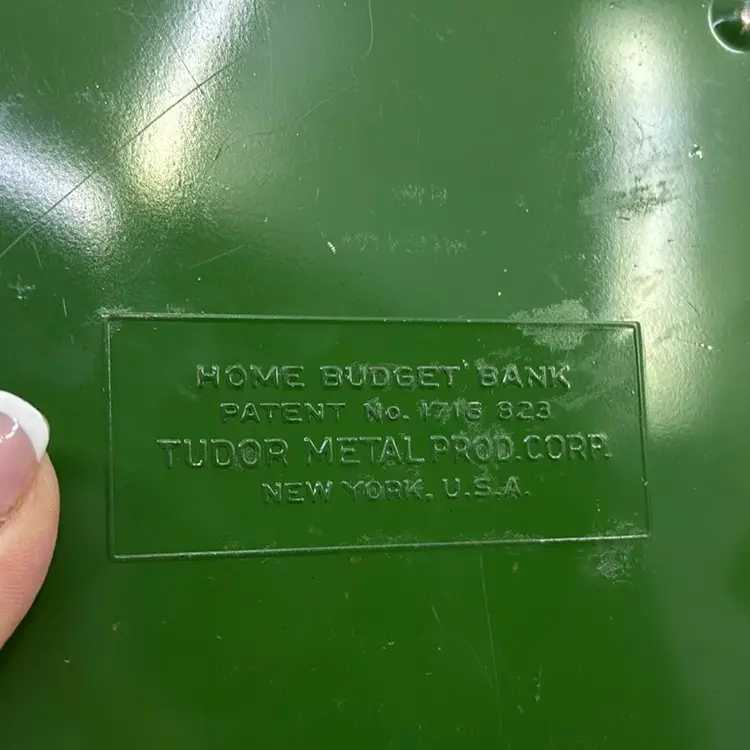 HOME BUDGET BANK
PATENT No. 1716 823
TUDOR METAL PROD. CORP.
NEW YORK, U.S.A.